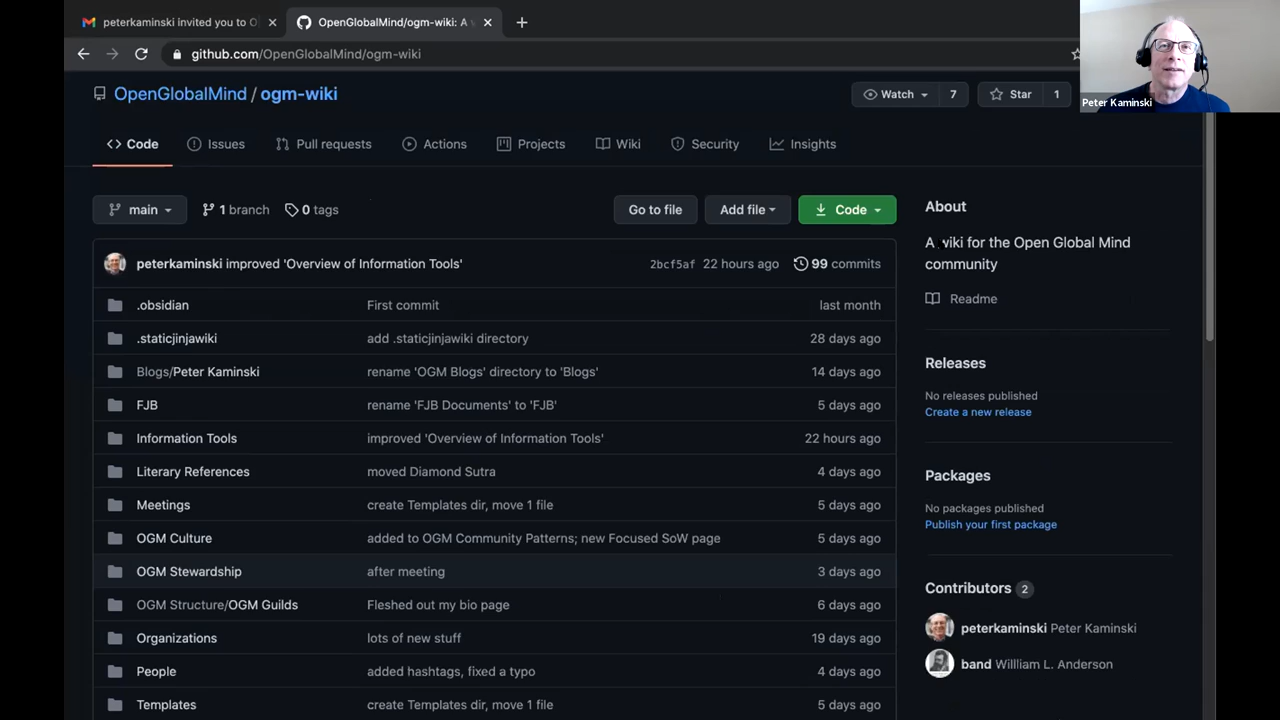 peterkaminski invited you to O
OpenGlobalMind/ogm-wiki: A
github.com/OpenGlobalMind/ogm-wiki
Peter Kaminski
OpenGlobalMind / ogm-wiki
Watch 7
Star 1
Code
Issues
Pull requests
Actions
Projects
Wiki
Security
Insights
main
1 branch
0 tags
Go to file
Add file
Code
peterkaminski improved 'Overview of Information Tools' 2bcf5af 22 hours ago 99 commits
.obsidian First commit last month
.staticjinjawiki add .staticjinjawiki directory 28 days ago
Blogs/Peter Kaminski rename 'OGM Blogs' directory to 'Blogs' 14 days ago
FJB rename 'FJB Documents' to 'FJB' 5 days ago
Information Tools improved 'Overview of Information Tools' 22 hours ago
Literary References moved Diamond Sutra 4 days ago
Meetings create Templates dir, move 1 file 5 days ago
OGM Culture added to OGM Community Patterns; new Focused SoW page 5 days ago
OGM Stewardship after meeting 3 days ago
OGM Structure/OGM Guilds Fleshed out my bio page 6 days ago
Organizations lots of new stuff 19 days ago
People added hashtags, fixed a typo 4 days ago
Templates create Templates dir, move 1 file 5 days ago
About
A wiki for the Open Global Mind
community
Readme
Releases
No releases published
Create a new release
Packages
No packages published
Publish your first package
Contributors 2
peterkaminski Peter Kaminski
band Willliam L. Anderson